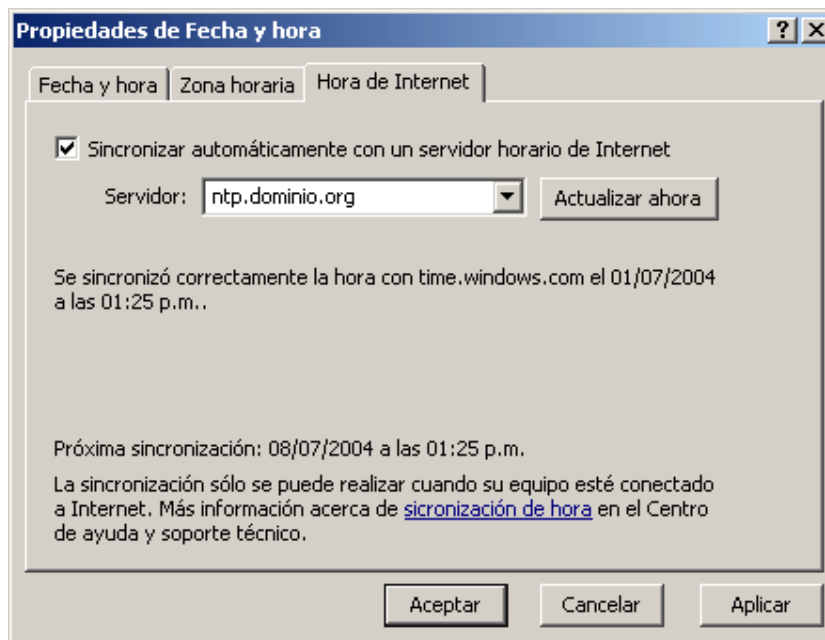 Propiedades de Fecha y hora
Fecha y hora Zona horaria Hora de Internet
Sincronizar automáticamente con un servidor horario de Internet
Servidor: ntp.dominio.org Actualizar ahora
Se sincronizó correctamente la hora con time.windows.com el 01/07/2004
a las 01:25 p.m..
Próxima sincronización: 08/07/2004 a las 01:25 p.m.
La sincronización sólo se puede realizar cuando su equipo esté conectado
a Internet. Más información acerca de sicronización de hora en el Centro
de ayuda y soporte técnico.
Aceptar Cancelar Aplicar